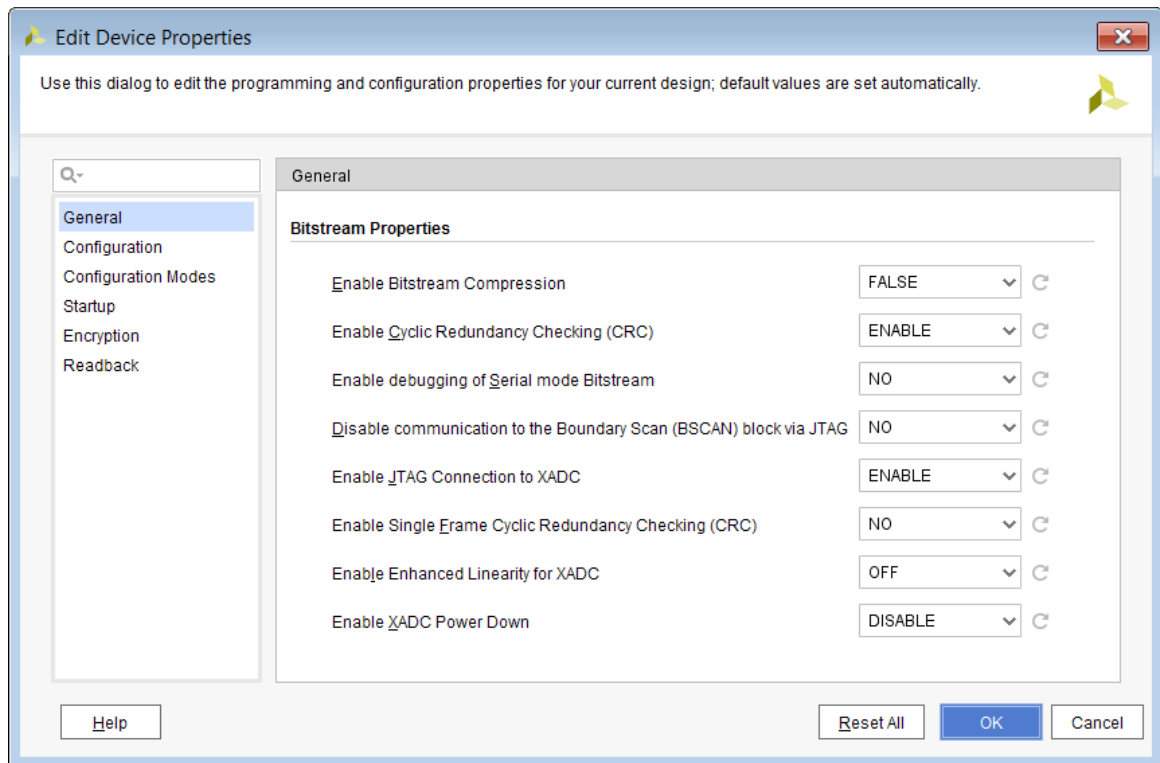 Edit Device Properties
Use this dialog to edit the programming and configuration properties for your current design; default values are set automatically.
General
General
Configuration
Configuration Modes
Startup
Encryption
Readback
Bitstream Properties
Enable Bitstream Compression FALSE
Enable Cyclic Redundancy Checking (CRC) ENABLE
Enable debugging of Serial mode Bitstream NO
Disable communication to the Boundary Scan (BSCAN) block via JTAG NO
Enable JTAG Connection to XADC ENABLE
Enable Single Frame Cyclic Redundancy Checking (CRC) NO
Enable Enhanced Linearity for XADC OFF
Enable XADC Power Down DISABLE
Help Reset All OK Cancel